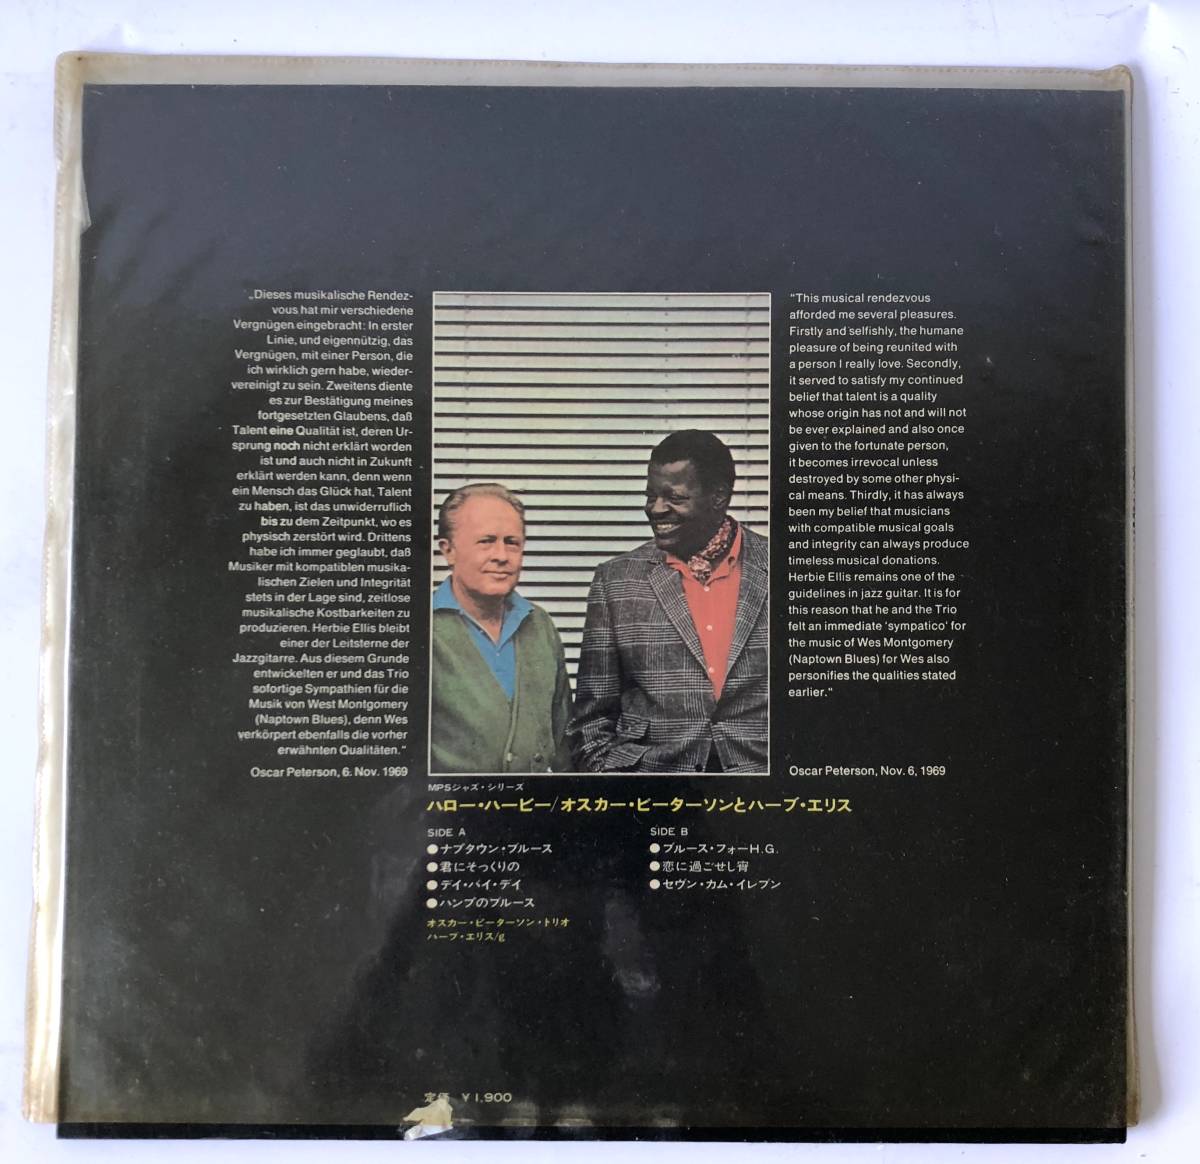 „Dieses musikalische Rendez-
vous hat mir verschiedene
Vergnügen eingebracht: In erster
Linie, und eigennützig, das
Vergnügen, mit einer Person, die
ich wirklich gern habe, wieder-
vereinigt zu sein. Zweitens diente
es zur Bestätigung meines
fortgesetzten Glaubens, daß
Talent eine Qualität ist, deren Ur-
sprung noch nicht erklärt worden
ist und auch nicht in Zukunft
erklärt werden kann, denn wenn
ein Mensch das Glück hat, Talent
zu haben, ist das unwiderruflich
bis zu dem Zeitpunkt, wo es
physisch zerstört wird. Drittens
habe ich immer geglaubt, daß
Musiker mit kompatiblen musika-
lischen Zielen und Integrität
stets in der Lage sind, zeitlose
musikalische Kostbarkeiten zu
produzieren. Herbie Ellis bleibt
einer der Leitsterne der
Jazzgitarre. Aus diesem Grunde
entwickelten er und das Trio
sofortige Sympathien für die
Musik von West Montgomery
(Naptown Blues), denn Wes
verkörpert ebenfalls die vorher
erwähnten Qualitäten."
Oscar Peterson, 6. Nov. 1969
"This musical rendezvous
afforded me several pleasures.
Firstly and selfishly, the humane
pleasure of being reunited with
a person I really love. Secondly,
it served to satisfy my continued
belief that talent is a quality
whose origin has not and will not
be ever explained and also once
given to the fortunate person,
it becomes irrevocal unless
destroyed by some other physi-
cal means. Thirdly, it has always
been my belief that musicians
with compatible musical goals
and integrity can always produce
timeless musical donations.
Herbie Ellis remains one of the
guidelines in jazz guitar. It is for
this reason that he and the Trio
felt an immediate 'sympatico' for
the music of Wes Montgomery
(Naptown Blues) for Wes also
personifies the qualities stated
earlier."
Oscar Peterson, Nov. 6, 1969
MPSジャズ・シリーズ
ハロー・ハービー/オスカー・ピーターソンとハーブ・エリス
SIDE A
●ナプタウン・ブルース
●君にそっくりの
●デイ・バイ・デイ
●ハンプのブルース
オスカー・ピーターソン・トリオ
ハーブ・エリス/g
SIDE B
●ブルース・フォーH.G.
●恋に過ごせし宵
●セヴン・カム・イレブン
定価 ￥1,900